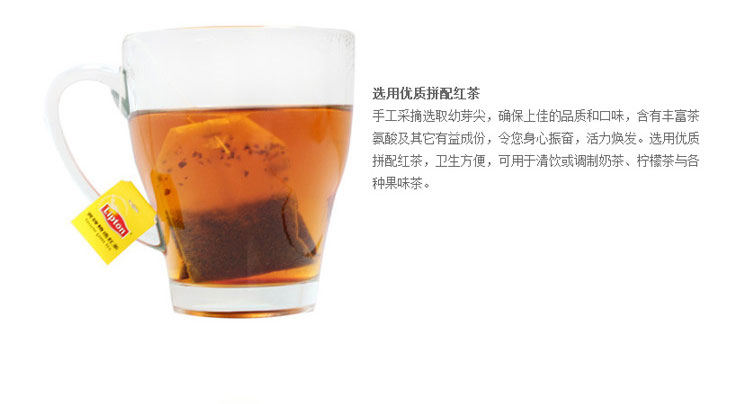 选用优质拼配红茶
手工采摘选取幼芽尖，确保上佳的品质和口味，含有丰富茶
氨酸及其它有益成份，令您身心振奋，活力焕发。选用优质
拼配红茶，卫生方便，可用于清饮或调制奶茶、柠檬茶与各
种果味茶。
Lipton